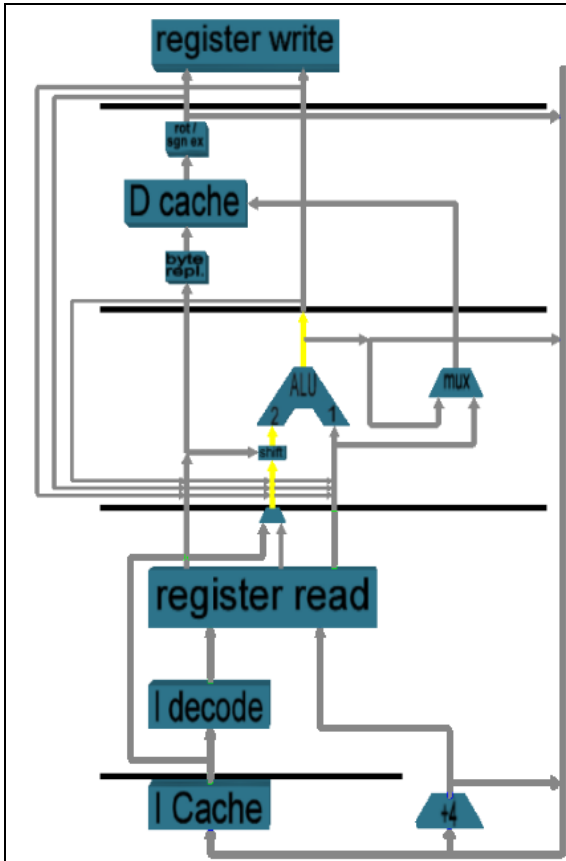 register write
rot /
sgn ex
D cache
byte
repl.
ALU
mux
2
1
shift
register read
I decode
I Cache
+4